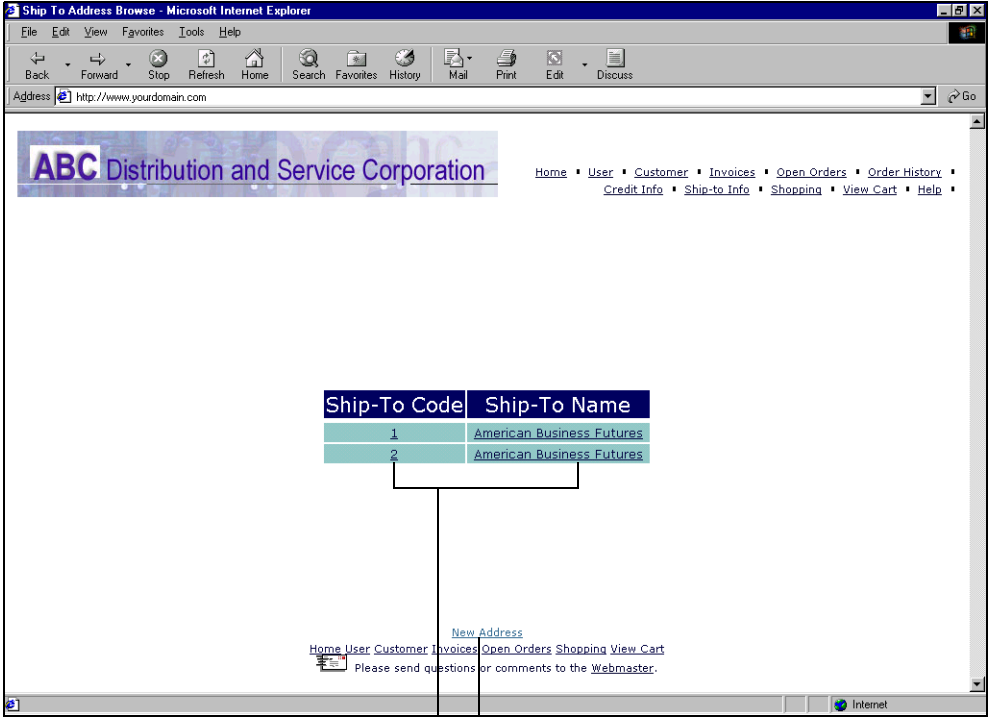 Ship To Address Browse - Microsoft Internet Explorer
File Edit View Favorites Tools Help
Back Forward Stop Refresh Home Search Favorites History Mail Print Edit Discuss
Address http://www.yourdomain.com Go
ABC Distribution and Service Corporation
Home User Customer Invoices Open Orders Order History
Credit Info Ship-to Info Shopping View Cart Help
Ship-To Code Ship-To Name
1 American Business Futures
2 American Business Futures
New Address
Home User Customer Invoices Open Orders Shopping View Cart
Please send questions or comments to the Webmaster.
Internet